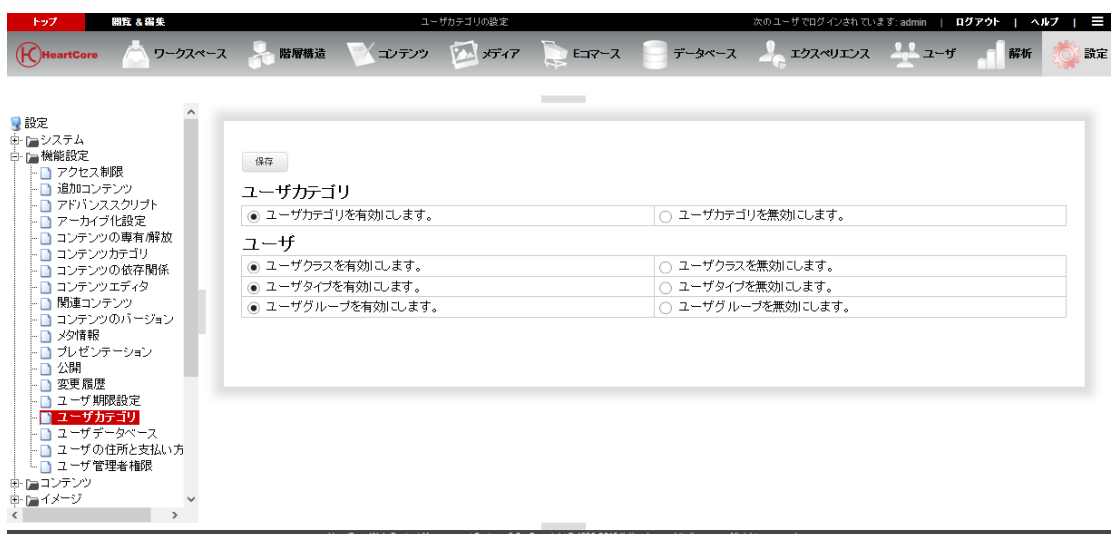 トップ 閲覧 & 編集 ユーザカテゴリの設定 次のユーザでログインされています: admin | ログアウト | ヘルプ |
HeartCore ワークスペース 階層構造 コンテンツ メディア Eコマース データベース エクスペリエンス ユーザ 解析 設定
設定
システム
機能設定
アクセス制限
追加コンテンツ
アドバンススクリプト
アーカイブ化設定
コンテンツの専有/解放
コンテンツカテゴリ
コンテンツの依存関係
コンテンツエディタ
関連コンテンツ
コンテンツのバージョン
メタ情報
プレゼンテーション
公開
変更履歴
ユーザ期限設定
ユーザカテゴリ
ユーザデータベース
ユーザの住所と支払い方
ユーザ管理者権限
コンテンツ
イメージ
保存
ユーザカテゴリ
ユーザカテゴリを有効にします。 ユーザカテゴリを無効にします。
ユーザ
ユーザクラスを有効にします。 ユーザクラスを無効にします。
ユーザタイプを有効にします。 ユーザタイプを無効にします。
ユーザグループを有効にします。 ユーザグループを無効にします。